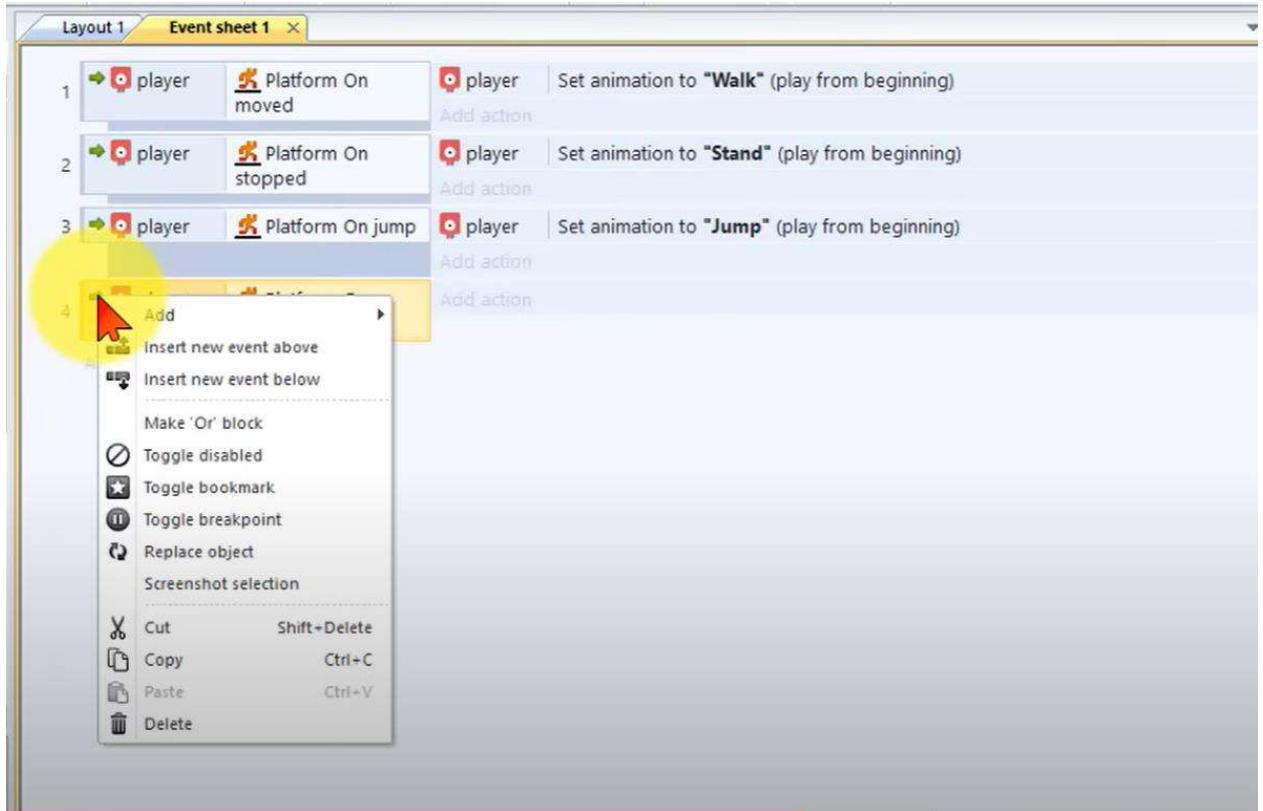 Layout 1
Event sheet 1
1 player Platform On moved player Set animation to "Walk" (play from beginning)
Add action
2 player Platform On stopped player Set animation to "Stand" (play from beginning)
Add action
3 player Platform On jump player Set animation to "Jump" (play from beginning)
Add action
4 Add action
Add
Insert new event above
Insert new event below
Make 'Or' block
Toggle disabled
Toggle bookmark
Toggle breakpoint
Replace object
Screenshot selection
Cut Shift+Delete
Copy Ctrl+C
Paste Ctrl+V
Delete